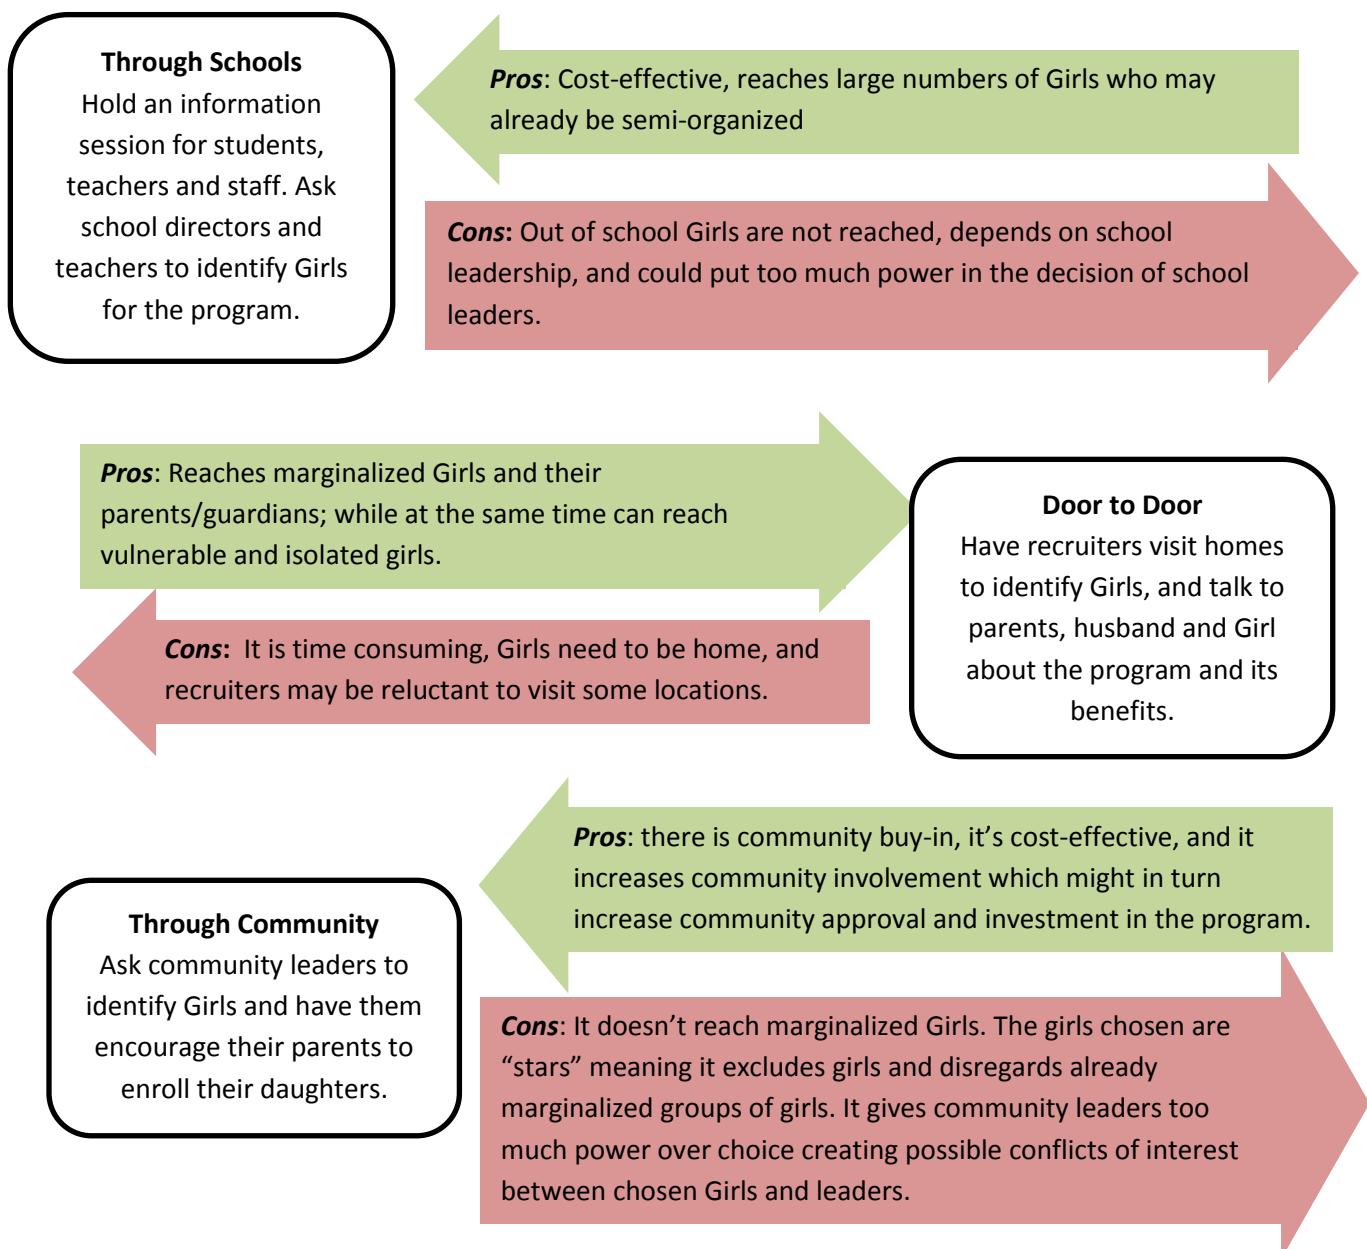 Through Schools
Hold an information
session for students,
teachers and staff. Ask
school directors and
teachers to identify Girls
for the program.
Pros: Cost-effective, reaches large numbers of Girls who may
already be semi-organized
Cons: Out of school Girls are not reached, depends on school
leadership, and could put too much power in the decision of school
leaders.
Pros: Reaches marginalized Girls and their
parents/guardians; while at the same time can reach
vulnerable and isolated girls.
Cons: It is time consuming, Girls need to be home, and
recruiters may be reluctant to visit some locations.
Door to Door
Have recruiters visit homes
to identify Girls, and talk to
parents, husband and Girl
about the program and its
benefits.
Pros: there is community buy-in, it’s cost-effective, and it
increases community involvement which might in turn
increase community approval and investment in the program.
Through Community
Ask community leaders to
identify Girls and have them
encourage their parents to
enroll their daughters.
Cons: It doesn’t reach marginalized Girls. The girls chosen are
“stars” meaning it excludes girls and disregards already
marginalized groups of girls. It gives community leaders too
much power over choice creating possible conflicts of interest
between chosen Girls and leaders.